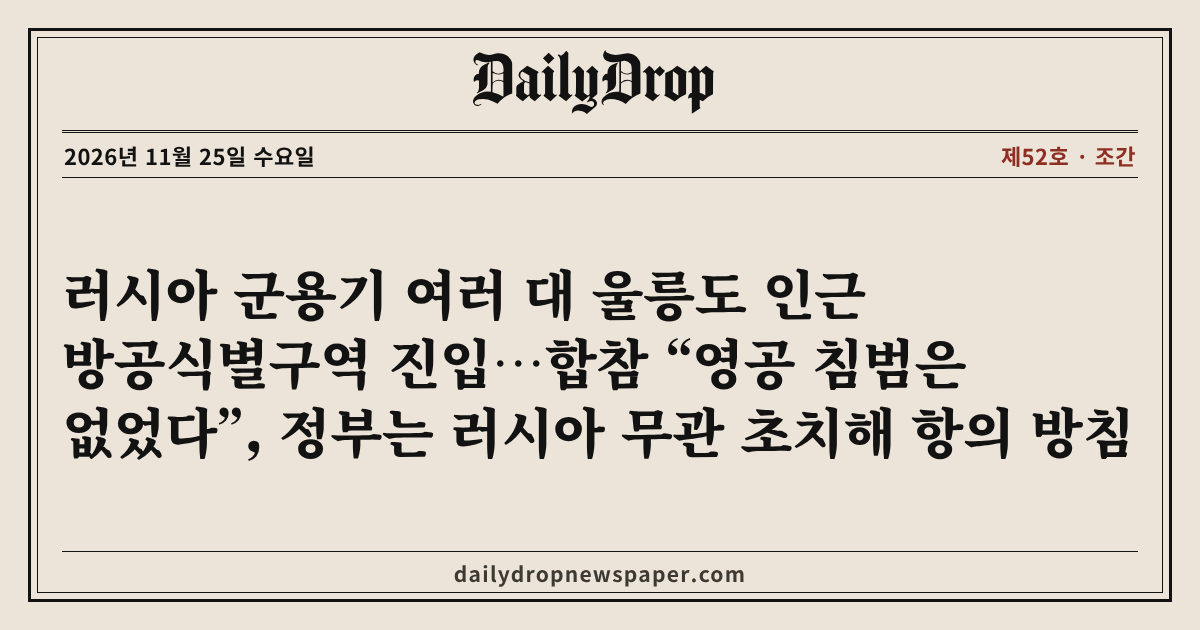 DailyDrop
2026년 11월 25일 수요일
제52호 · 조간
러시아 군용기 여러 대 울릉도 인근
방공식별구역 진입…합참 “영공 침범은
없었다”, 정부는 러시아 무관 초치해 항의 방침
dailydropnewspaper.com